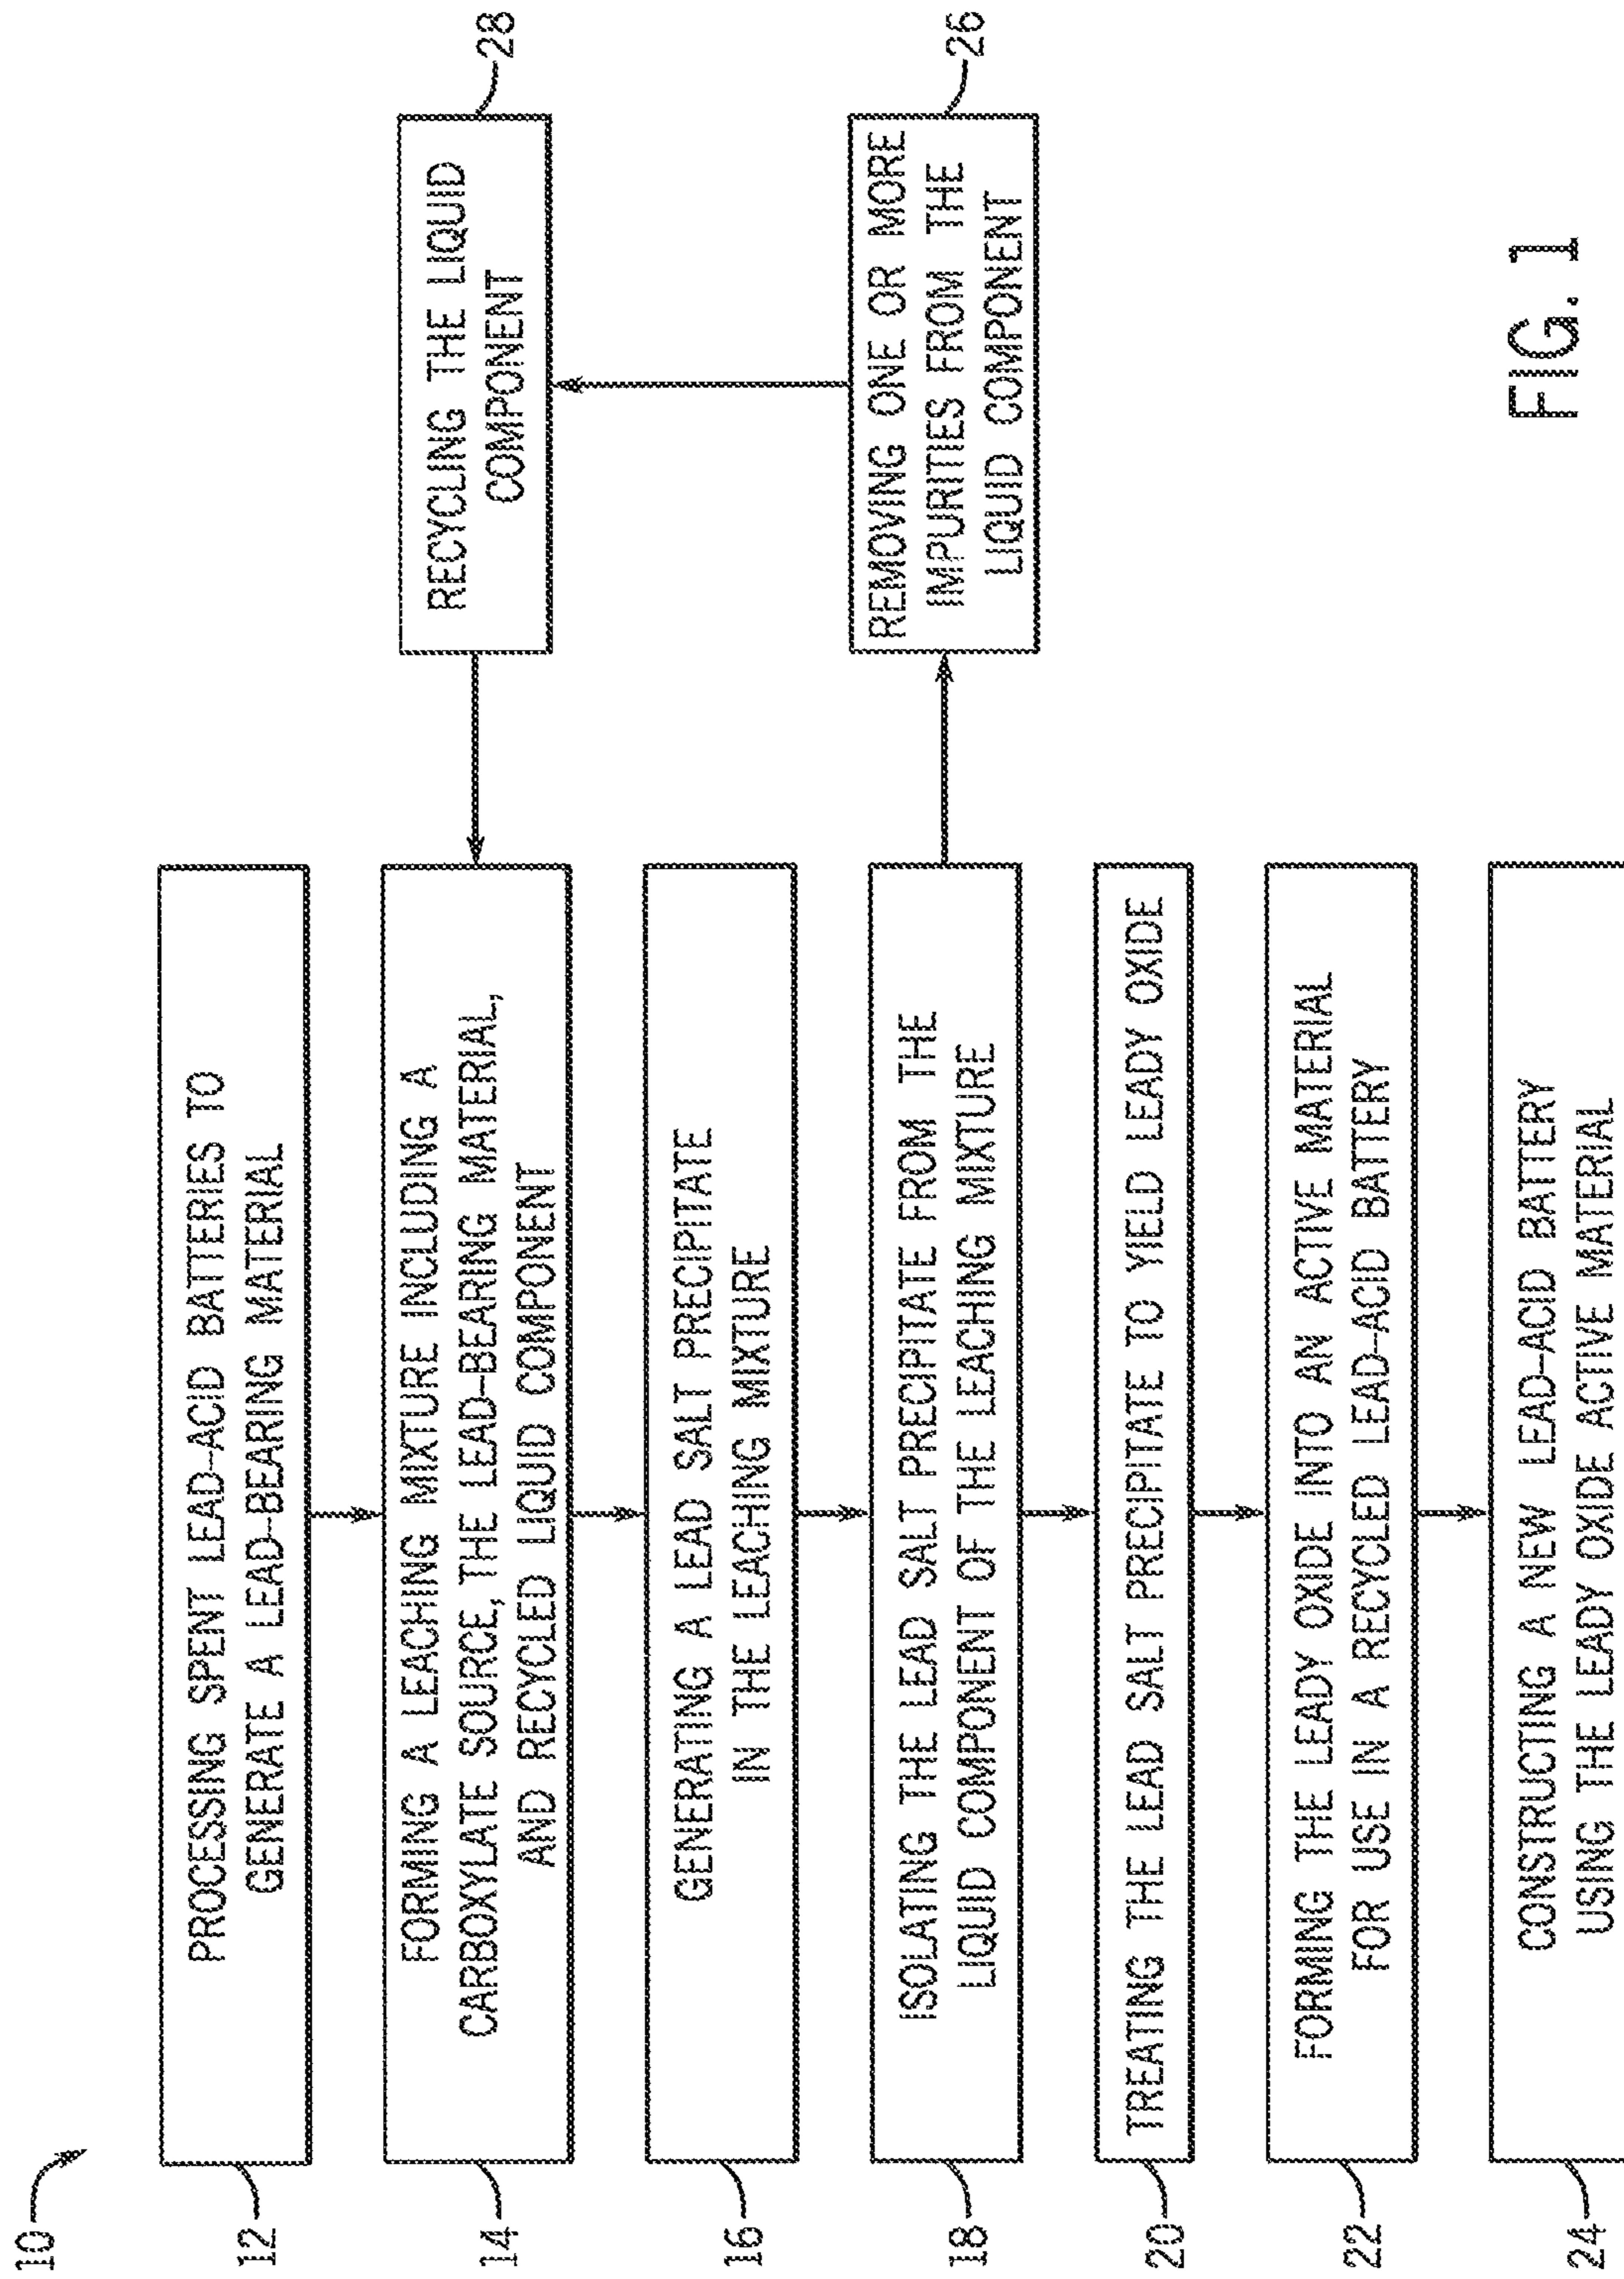 10
12
PROCESSING SPENT LEAD-ACID BATTERIES TO
GENERATE A LEAD-BEARING MATERIAL
14
FORMING A LEACHING MIXTURE INCLUDING A
CARBOXYLATE SOURCE, THE LEAD-BEARING MATERIAL,
AND RECYCLED LIQUID COMPONENT
28
RECYCLING THE LIQUID
COMPONENT
16
GENERATING A LEAD SALT PRECIPITATE
IN THE LEACHING MIXTURE
18
ISOLATING THE LEAD SALT PRECIPITATE FROM THE
LIQUID COMPONENT OF THE LEACHING MIXTURE
26
REMOVING ONE OR MORE
IMPURITIES FROM THE
LIQUID COMPONENT
20
TREATING THE LEAD SALT PRECIPITATE TO YIELD LEADY OXIDE
22
FORMING THE LEADY OXIDE INTO AN ACTIVE MATERIAL
FOR USE IN A RECYCLED LEAD-ACID BATTERY
24
CONSTRUCTING A NEW LEAD-ACID BATTERY
USING THE LEADY OXIDE ACTIVE MATERIAL
FIG. 1